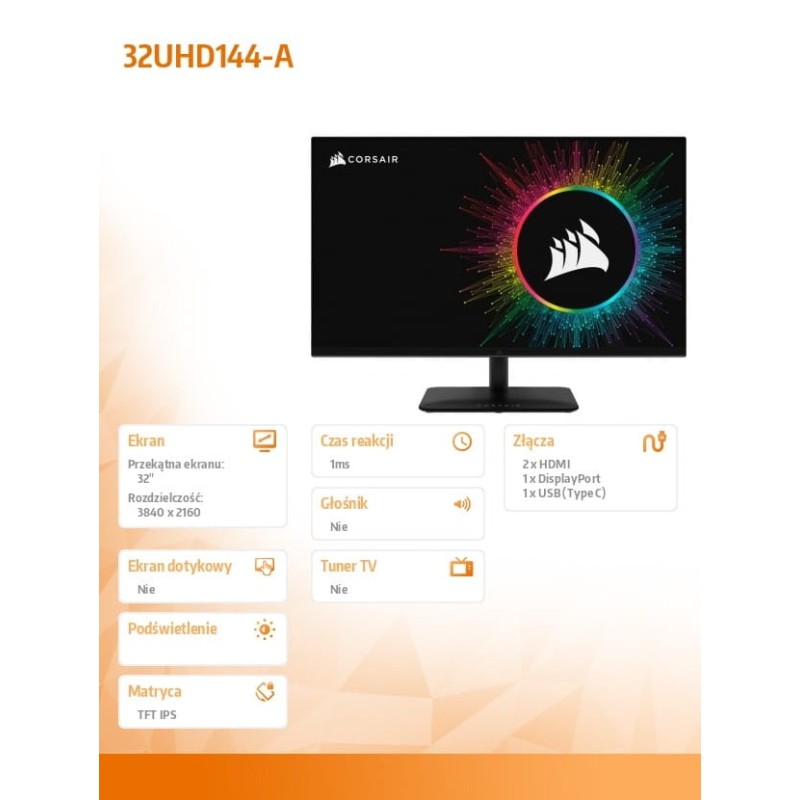 32UHD144-A
CORSAIR
Ekran
Przekątna ekranu:
32"
Rozdzielczość:
3840 x 2160
Ekran dotykowy
Nie
Podświetlenie
Matryca
TFT IPS
Czas reakcji
1ms
Głośnik
Nie
Tuner TV
Nie
Złącza
2 x HDMI
1 x DisplayPort
1 x USB (Type C)